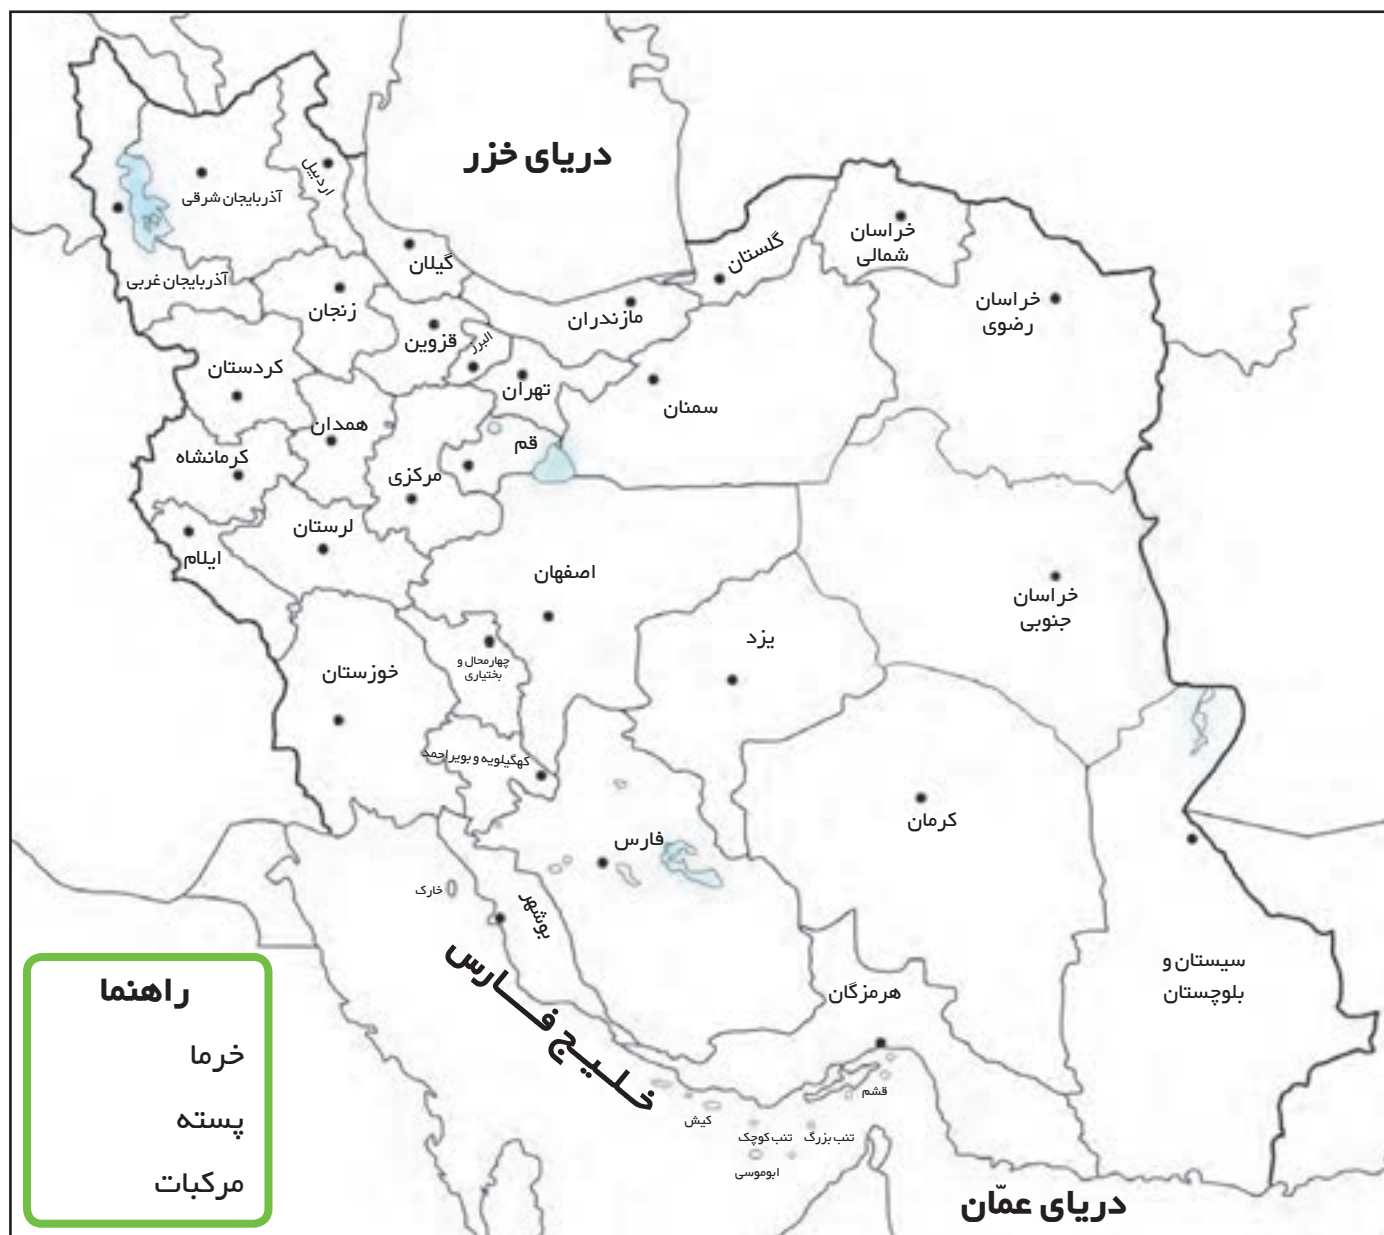 دریای خزر
اردبیل
آذربایجان شرقی
گیلان
گلستان
خراسان
شمالی
آذربایجان غربی
زنجان
مازندران
خراسان
رضوی
قزوین
البرز
کردستان
تهران
سمنان
همدان
قم
کرمانشاه
مرکزی
لرستان
ایلام
اصفهان
خراسان
جنوبی
یزد
چهارمحال و
بختیاری
خوزستان
کهگیلویه و بویراحمد
کرمان
فارس
خارک
بوشهر
سیستان و
بلوچستان
هرمزگان
خلیج فارس
قشم
کیش
تنب کوچک
تنب بزرگ
ابوموسی
دریای عمّان
راهنما
خرما
پسته
مرکبات